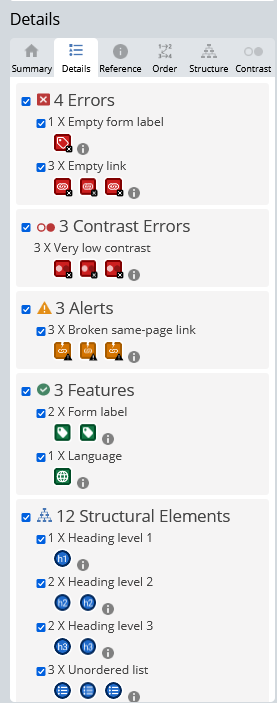 Details
Summary Details Reference Order Structure Contrast
4 Errors
1 X Empty form label
3 X Empty link
3 Contrast Errors
3 X Very low contrast
3 Alerts
3 X Broken same-page link
3 Features
2 X Form label
1 X Language
12 Structural Elements
1 X Heading level 1
h1
2 X Heading level 2
h2 h2
2 X Heading level 3
h3 h3
3 X Unordered list